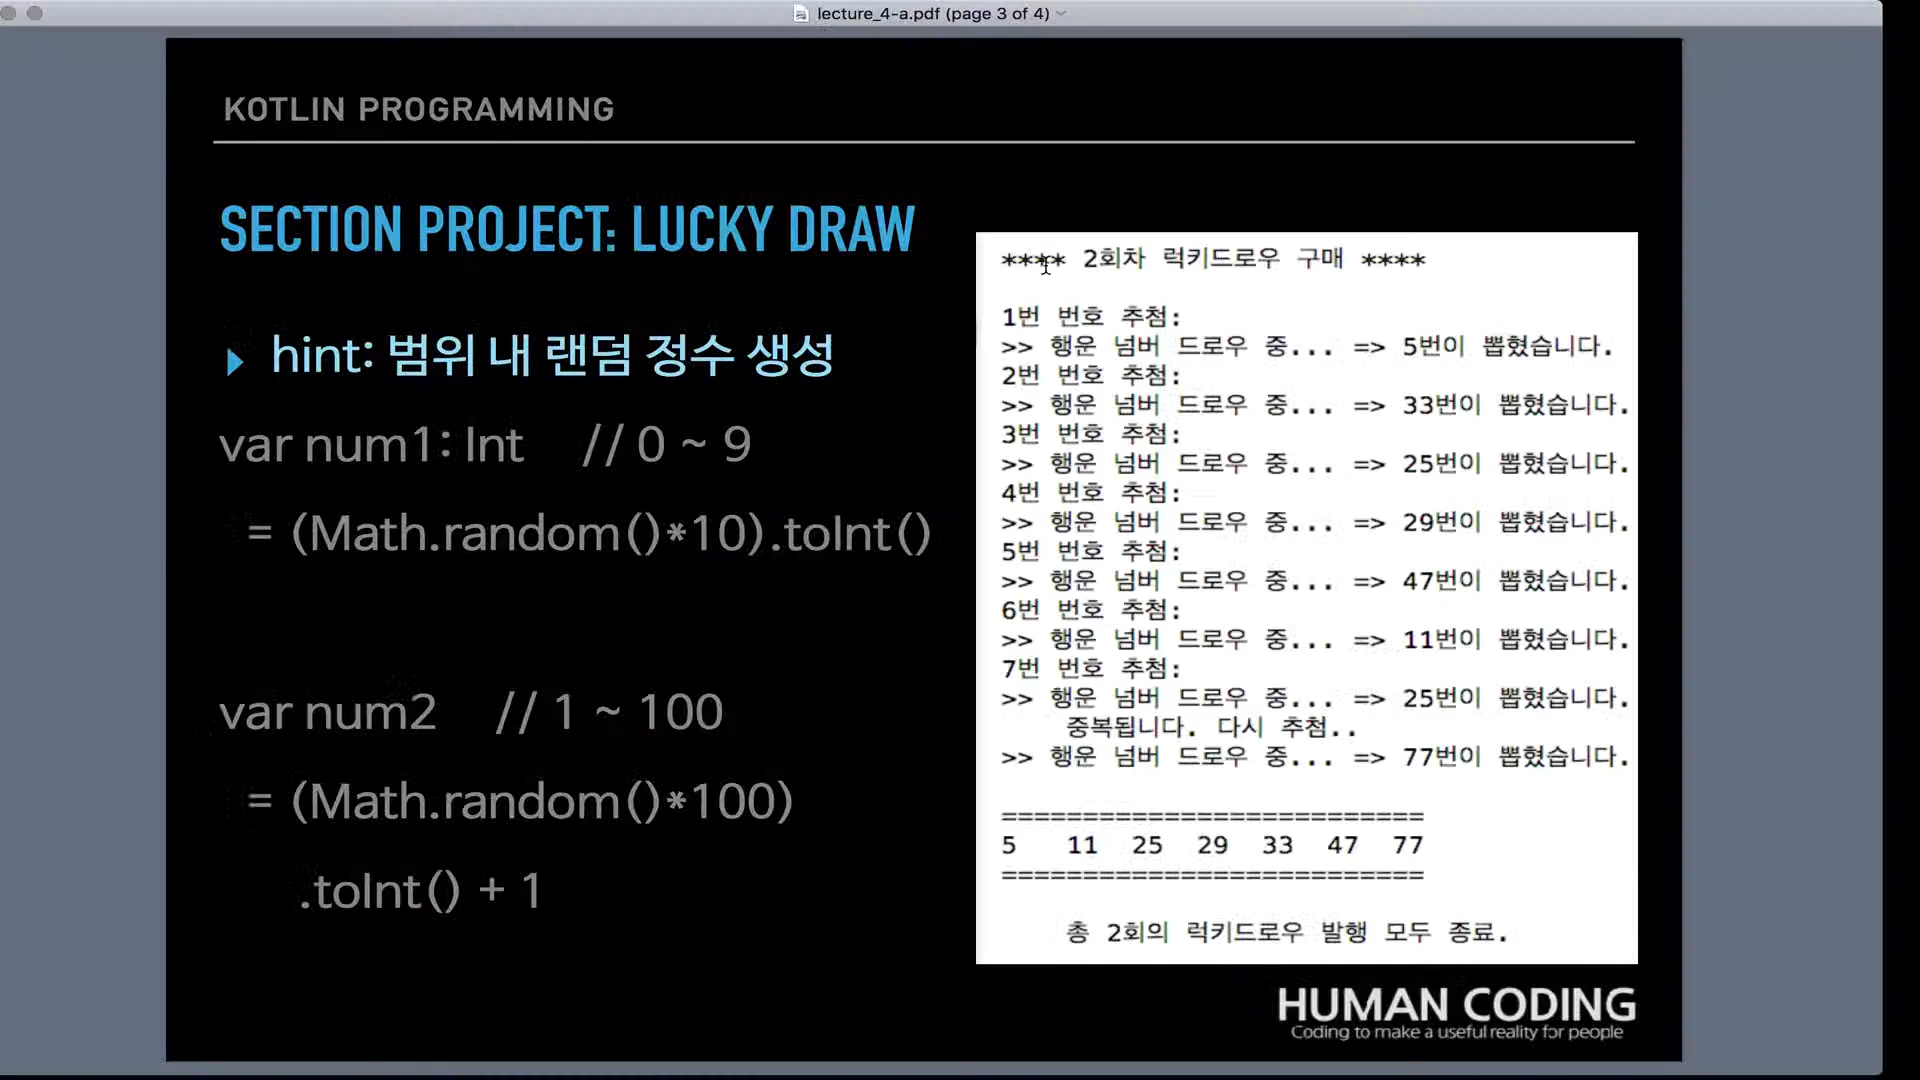 lecture_4-a.pdf (page 3 of 4)
KOTLIN PROGRAMMING
SECTION PROJECT: LUCKY DRAW
hint: 범위 내 랜덤 정수 생성
var num1: Int // 0 ~ 9
= (Math.random()*10).toInt()
var num2 // 1 ~ 100
= (Math.random()*100)
.toInt() + 1
**** 2회차 럭키드로우 구매 ****
1번 번호 추첨:
>> 행운 넘버 드로우 중... => 5번이 뽑혔습니다.
2번 번호 추첨:
>> 행운 넘버 드로우 중... => 33번이 뽑혔습니다.
3번 번호 추첨:
>> 행운 넘버 드로우 중... => 25번이 뽑혔습니다.
4번 번호 추첨:
>> 행운 넘버 드로우 중... => 29번이 뽑혔습니다.
5번 번호 추첨:
>> 행운 넘버 드로우 중... => 47번이 뽑혔습니다.
6번 번호 추첨:
>> 행운 넘버 드로우 중... => 11번이 뽑혔습니다.
7번 번호 추첨:
>> 행운 넘버 드로우 중... => 25번이 뽑혔습니다.
중복됩니다. 다시 추첨..
>> 행운 넘버 드로우 중... => 77번이 뽑혔습니다.
==========================
5 11 25 29 33 47 77
==========================
총 2회의 럭키드로우 발행 모두 종료.
HUMAN CODING
Coding to make a useful reality for people